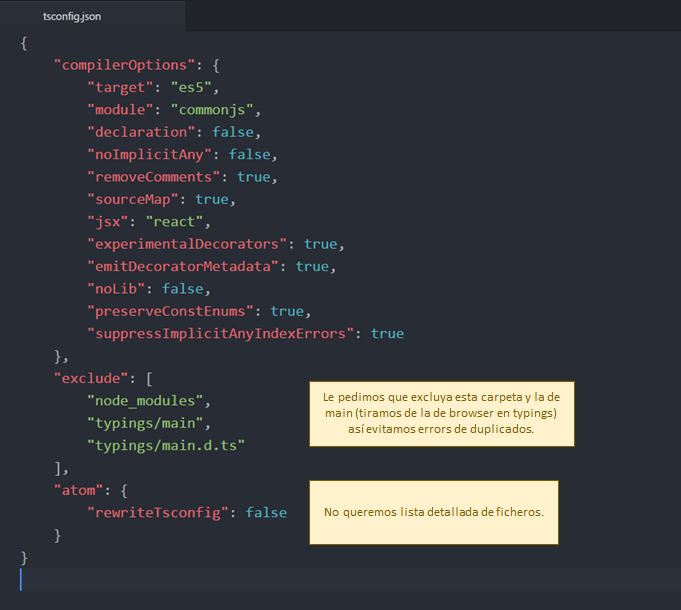 tsconfig.json
{
    "compilerOptions": {
        "target": "es5",
        "module": "commonjs",
        "declaration": false,
        "noImplicitAny": false,
        "removeComments": true,
        "sourceMap": true,
        "jsx": "react",
        "experimentalDecorators": true,
        "emitDecoratorMetadata": true,
        "noLib": false,
        "preserveConstEnums": true,
        "suppressImplicitAnyIndexErrors": true
    },
    "exclude": [
        "node_modules",
        "typings/main",
        "typings/main.d.ts"
    ],
    "atom": {
        "rewriteTsconfig": false
    }
}
Le pedimos que excluya esta carpeta y la de
main (tiramos de la de browser en typings)
así evitamos errors de duplicados.
No queremos lista detallada de ficheros.